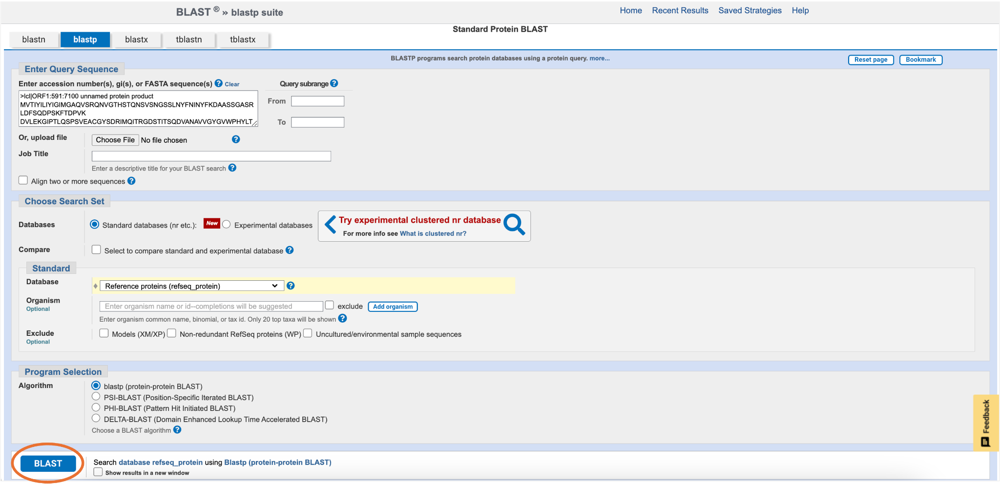 BLAST ® » blastp suite
Home Recent Results Saved Strategies Help
Standard Protein BLAST
blastn blastp blastx tblastn tblastx
BLASTP programs search protein databases using a protein query. more...
Reset page Bookmark
Enter Query Sequence
Enter accession number(s), gi(s), or FASTA sequence(s) ? Clear
Query subrange ?
>lcl|ORF1:591:7100 unnamed protein product
MVTIYILIYIGIMGAQVSRQNVGTHSTQNSVSNGSSLNYFNINYFKDAASSGASR
LDFSQDPSKFTDPVK
DVLEKGIPTLQSPSVEACGYSDRIMQITRGDSTITSQDVANAVVGYGVWPHYLT
From
To
Or, upload file
Choose File No file chosen ?
Job Title
Enter a descriptive title for your BLAST search ?
Align two or more sequences ?
Choose Search Set
Databases
Standard databases (nr etc.): New Experimental databases
Try experimental clustered nr database
For more info see What is clustered nr?
Compare
Select to compare standard and experimental database ?
Standard
Database
Reference proteins (refseq_protein) ?
Organism
Optional
Enter organism name or id--completions will be suggested exclude Add organism
Enter organism common name, binomial, or tax id. Only 20 top taxa will be shown ?
Exclude
Optional
Models (XM/XP) Non-redundant RefSeq proteins (WP) Uncultured/environmental sample sequences
Program Selection
Algorithm
blastp (protein-protein BLAST)
PSI-BLAST (Position-Specific Iterated BLAST)
PHI-BLAST (Pattern Hit Initiated BLAST)
DELTA-BLAST (Domain Enhanced Lookup Time Accelerated BLAST)
Choose a BLAST algorithm ?
Feedback
BLAST
Search database refseq_protein using Blastp (protein-protein BLAST)
Show results in a new window